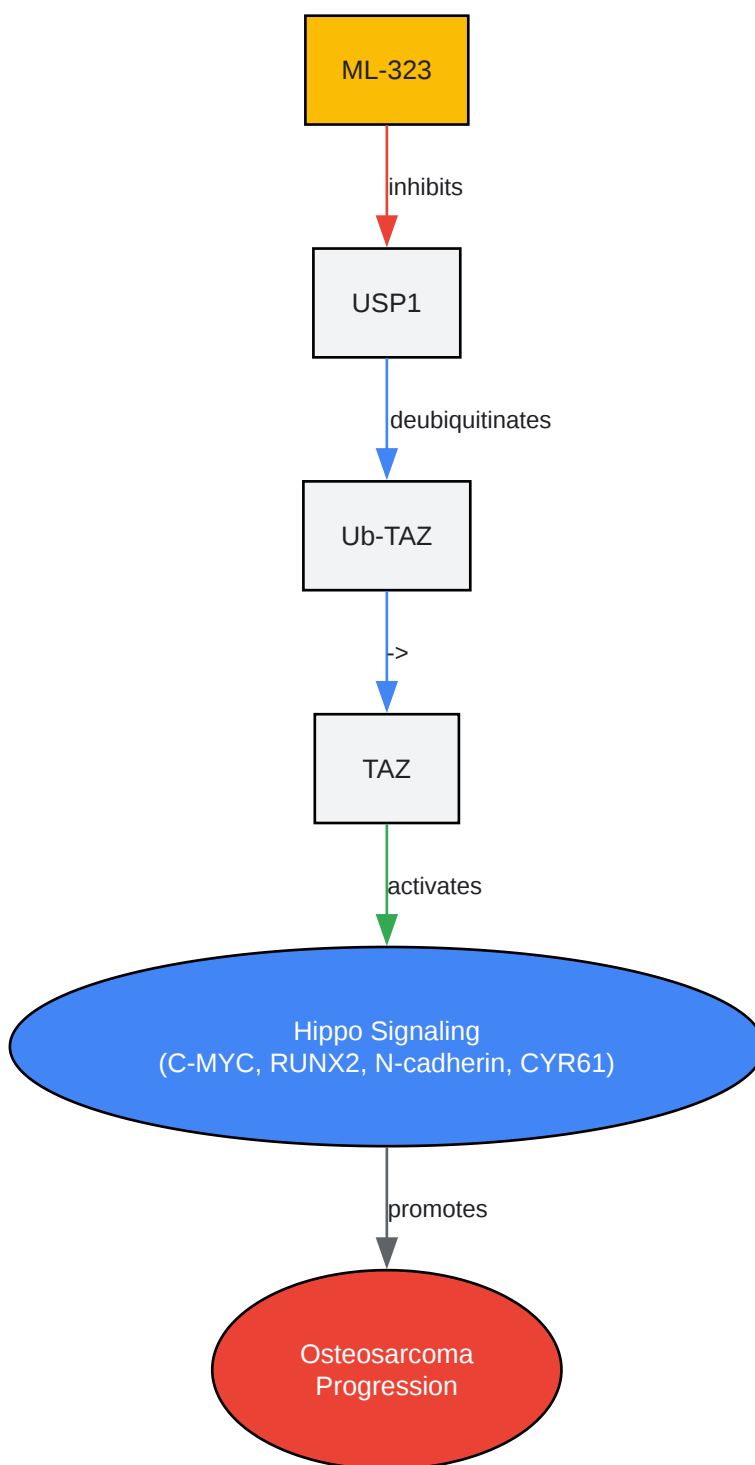 ML-323
inhibits
USP1
deubiquitinates
Ub-TAZ
->
TAZ
activates
Hippo Signaling
(C-MYC, RUNX2, N-cadherin, CYR61)
promotes
Osteosarcoma
Progression